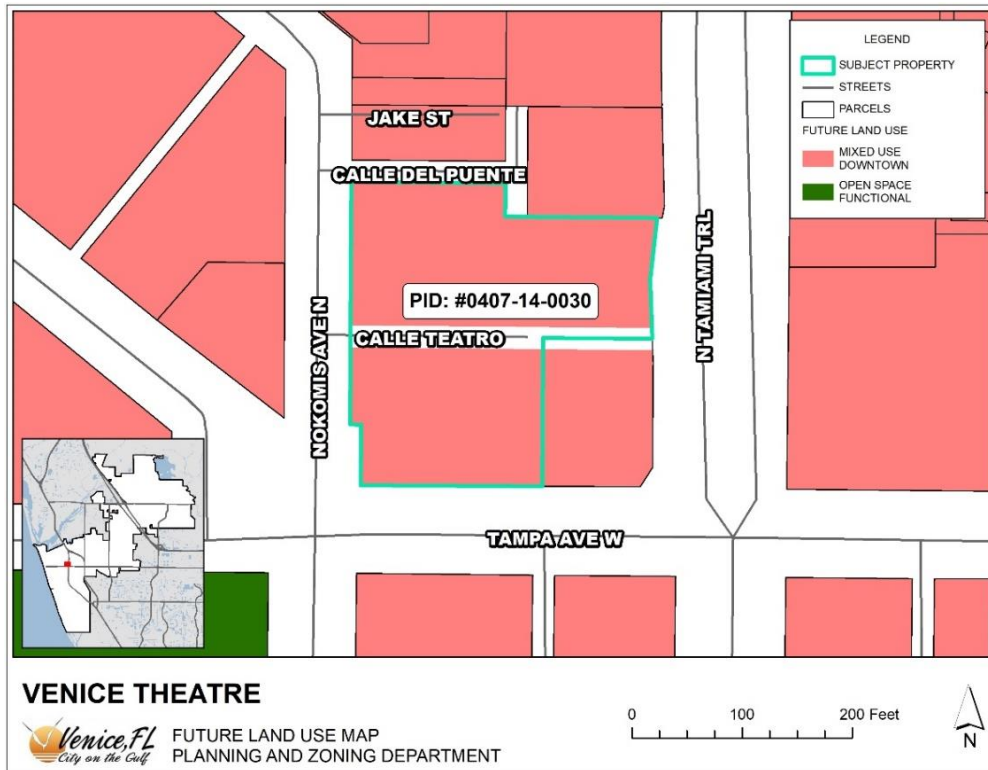 LEGEND
SUBJECT PROPERTY
STREETS
PARCELS
FUTURE LAND USE
MIXED USE
DOWNTOWN
OPEN SPACE
FUNCTIONAL
JAKE ST
CALLE DEL PUENTE
PID: #0407-14-0030
CALLE TEATRO
NOKOMIS AVE N
N TAMIAMI TRL
TAMPA AVE W
VENICE THEATRE
Venice, FL
City on the Gulf
FUTURE LAND USE MAP
PLANNING AND ZONING DEPARTMENT
0 100 200 Feet
N